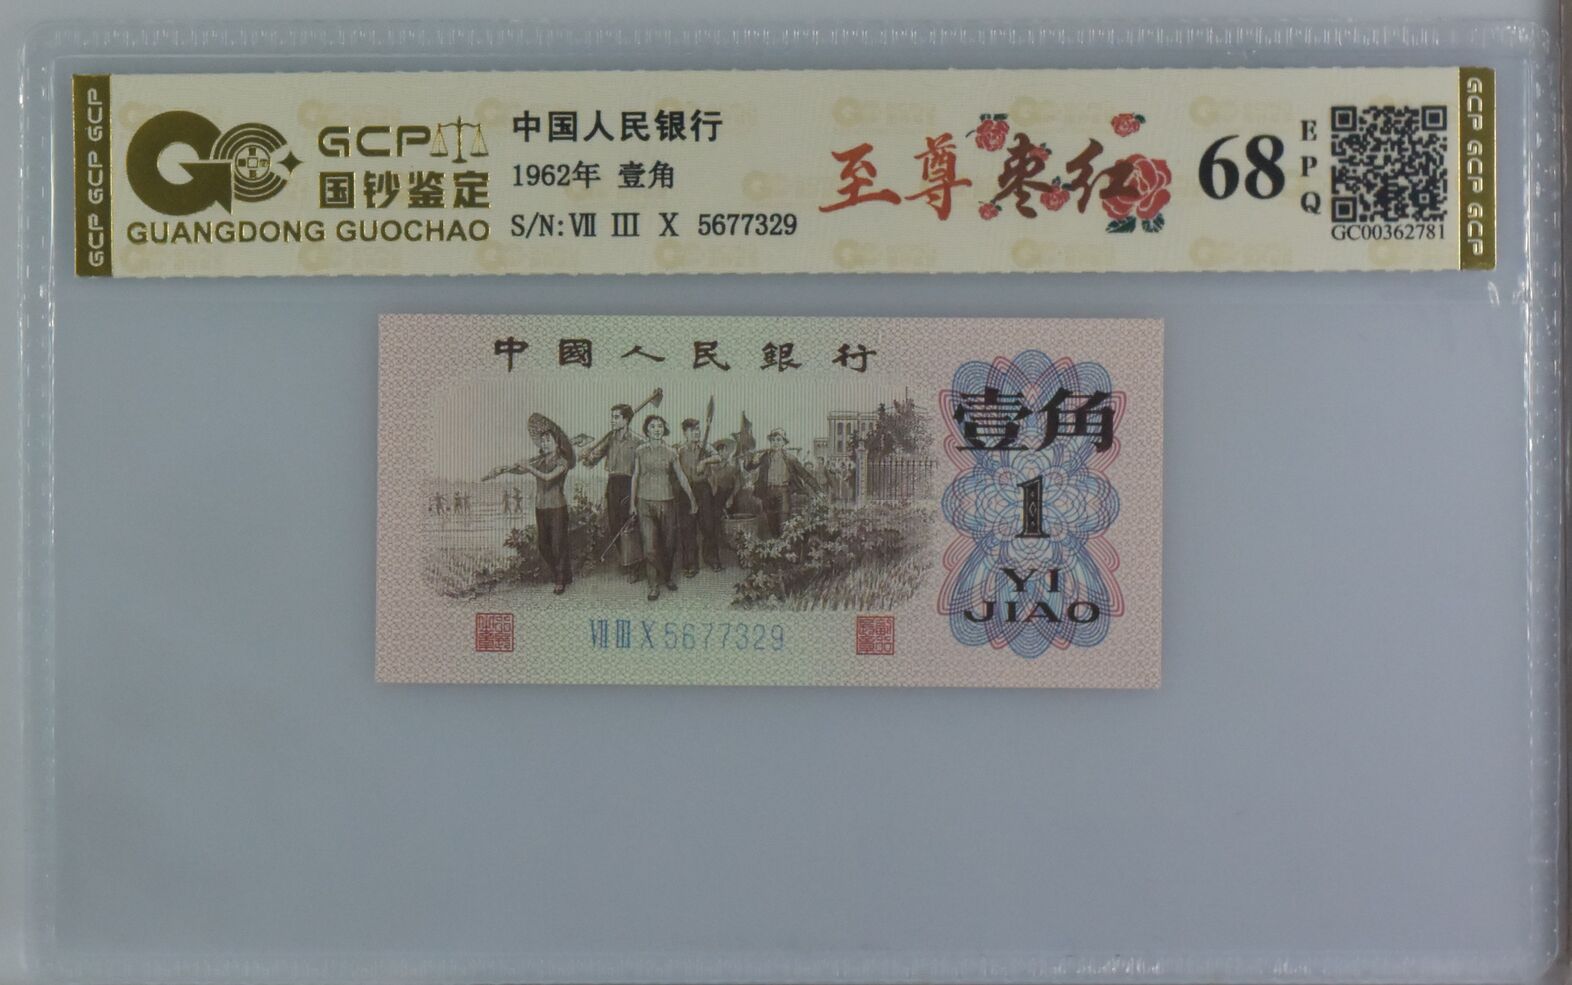 GCP GCP GCP
GCP
国钞鉴定
GUANGDONG GUOCHAO
中国人民银行
1962年 壹角
S/N: Ⅶ Ⅲ Ⅹ 5677329
至尊枣红
68
EPQ
GC00362781
GCP GCP GCP
中國人民銀行
壹角
1
YI
JIAO
Ⅶ Ⅲ Ⅹ 5677329